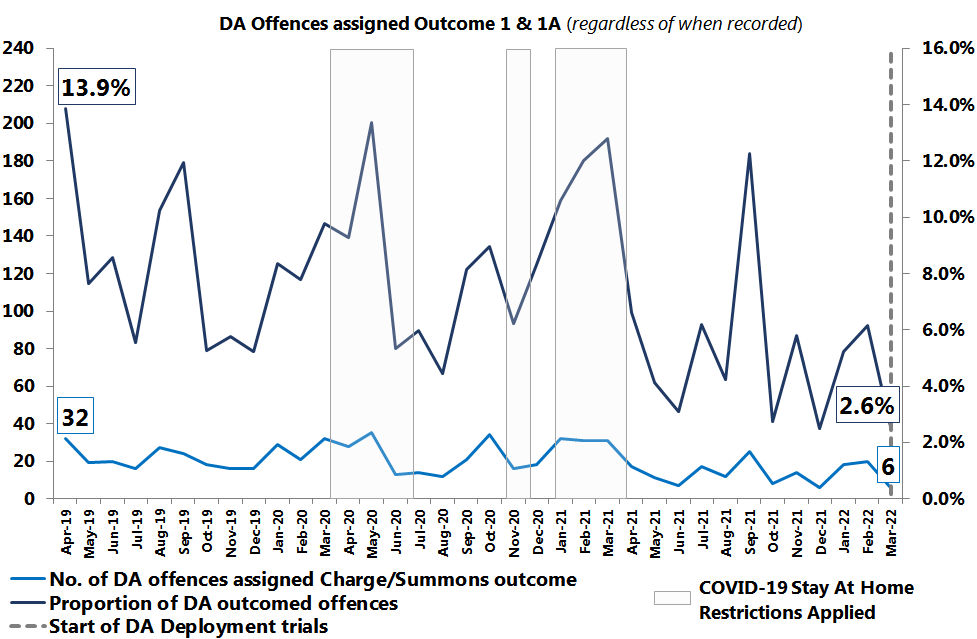 DA Offences assigned Outcome 1 & 1A (regardless of when recorded)
240
220
200
180
160
140
120
100
80
60
40
20
0
16.0%
14.0%
12.0%
10.0%
8.0%
6.0%
4.0%
2.0%
0.0%
13.9%
32
2.6%
6
Apr-19
May-19
Jun-19
Jul-19
Aug-19
Sep-19
Oct-19
Nov-19
Dec-19
Jan-20
Feb-20
Mar-20
Apr-20
May-20
Jun-20
Jul-20
Aug-20
Sep-20
Oct-20
Nov-20
Dec-20
Jan-21
Feb-21
Mar-21
Apr-21
May-21
Jun-21
Jul-21
Aug-21
Sep-21
Oct-21
Nov-21
Dec-21
Jan-22
Feb-22
Mar-22
No. of DA offences assigned Charge/Summons outcome
Proportion of DA outcomed offences
Start of DA Deployment trials
COVID-19 Stay At Home
Restrictions Applied